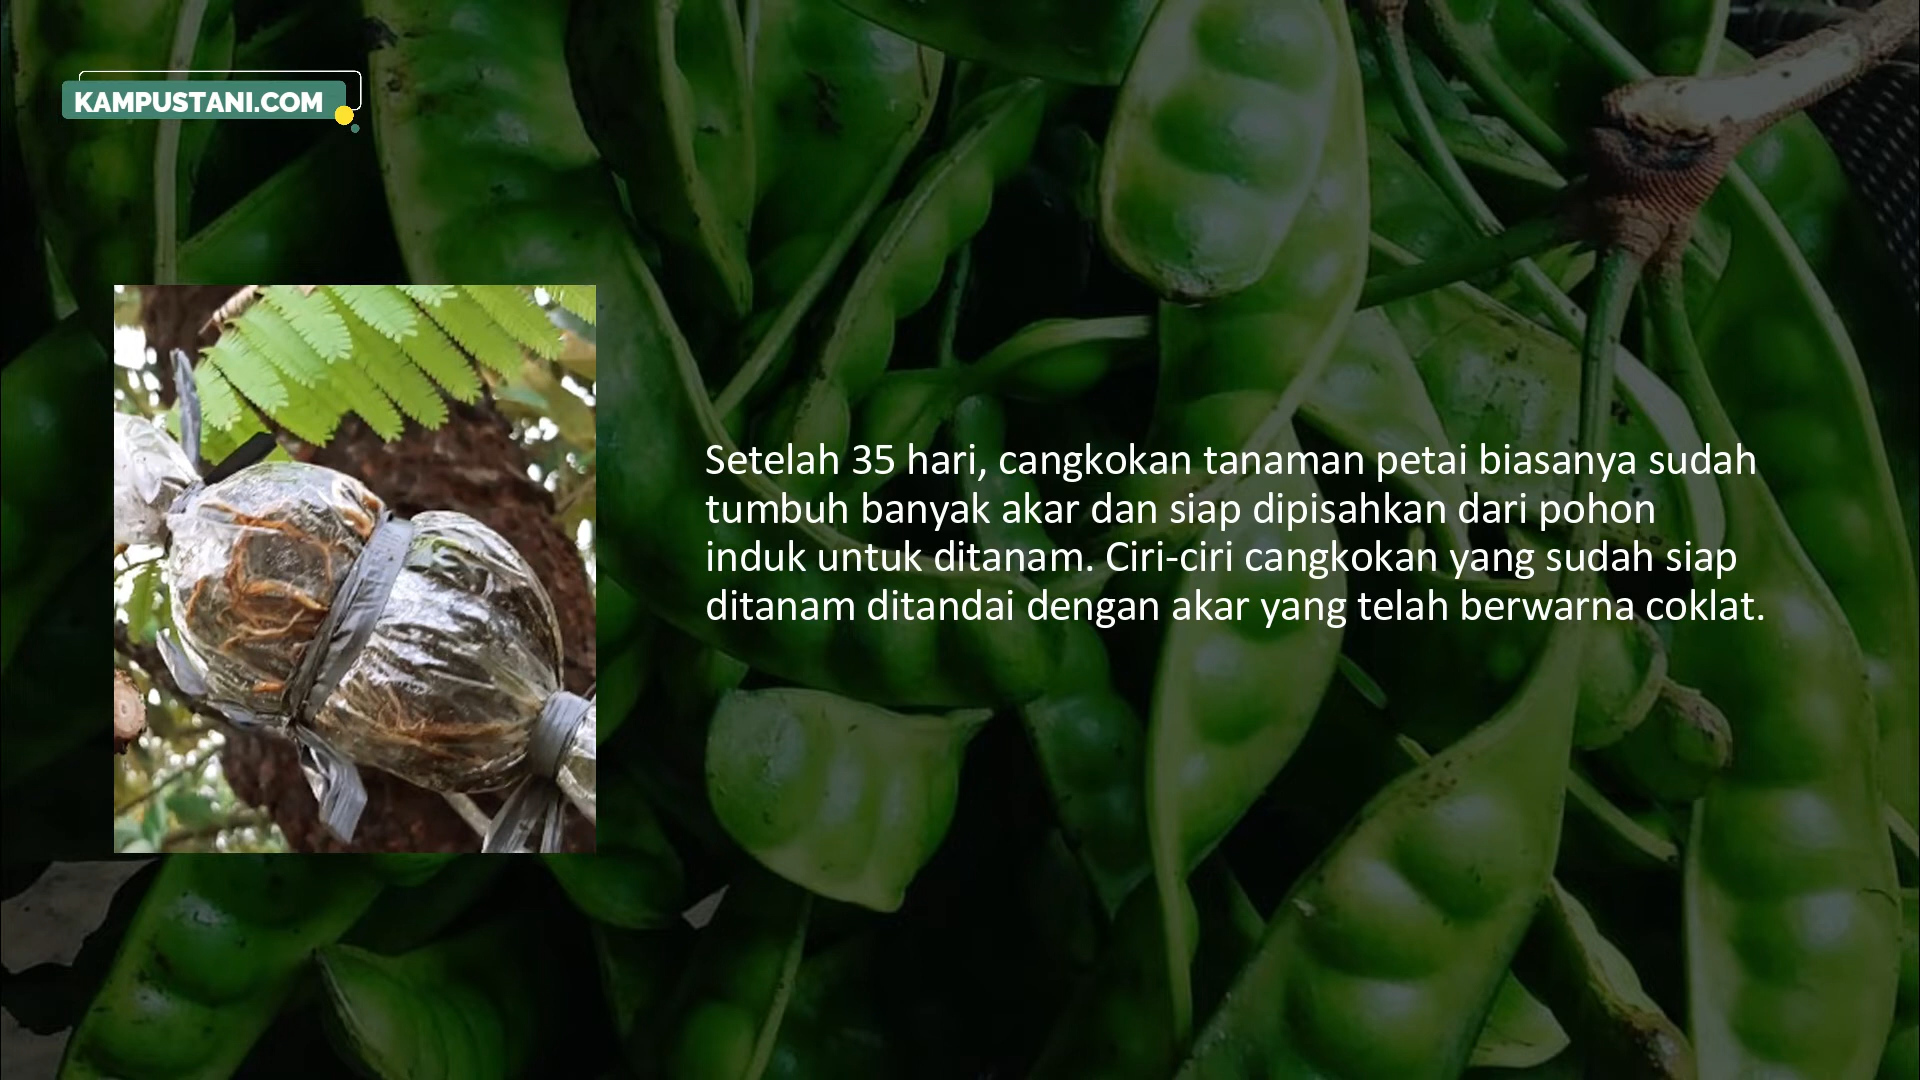 KAMPUSTANI.COM
Setelah 35 hari, cangkokan tanaman petai biasanya sudah
tumbuh banyak akar dan siap dipisahkan dari pohon
induk untuk ditanam. Ciri-ciri cangkokan yang sudah siap
ditanam ditandai dengan akar yang telah berwarna coklat.